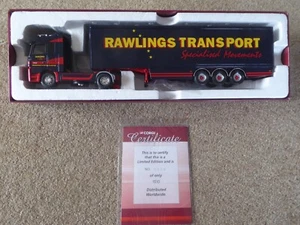 RAWLINGS TRANSPORT
Specialised Movements
CORGI
Certificate
This is to certify
that this is a
Limited Edition and is
of only
Distributed
Worldwide